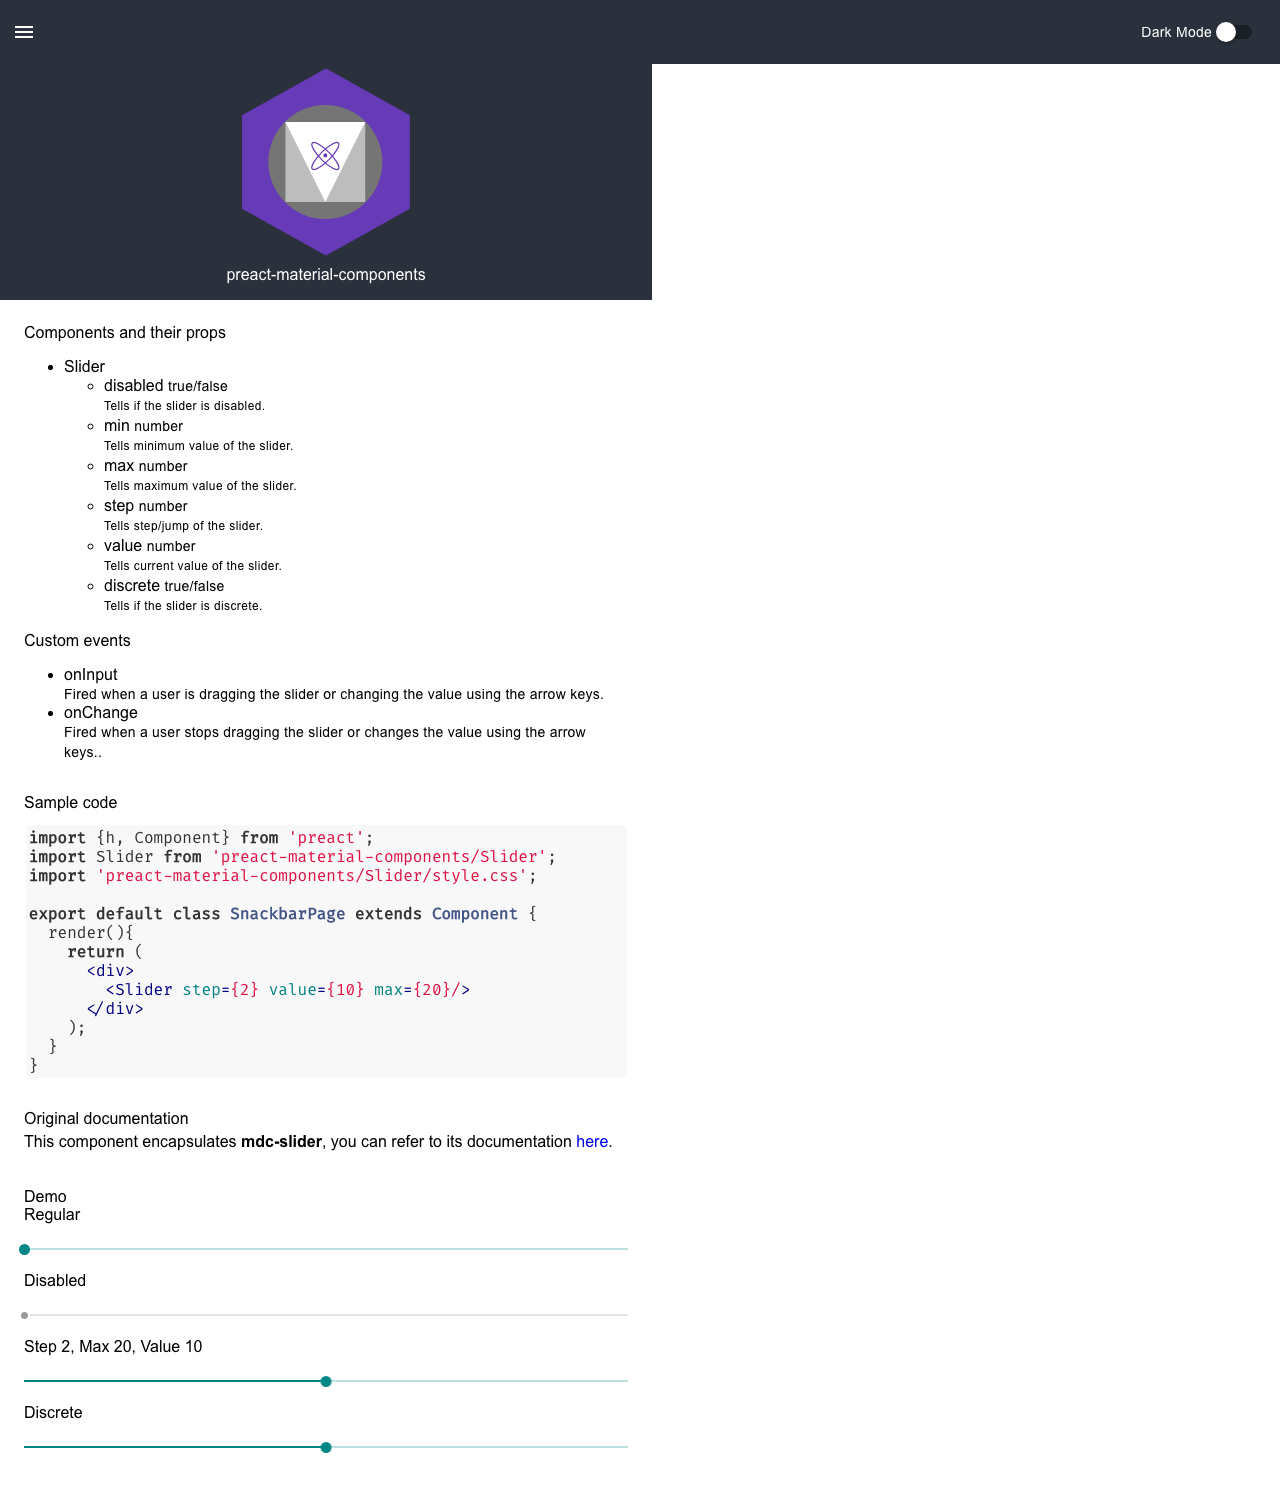 Dark Mode
preact-material-components
Components and their props
Slider
disabled true/false
Tells if the slider is disabled.
min number
Tells minimum value of the slider.
max number
Tells maximum value of the slider.
step number
Tells step/jump of the slider.
value number
Tells current value of the slider.
discrete true/false
Tells if the slider is discrete.
Custom events
onInput
Fired when a user is dragging the slider or changing the value using the arrow keys.
onChange
Fired when a user stops dragging the slider or changes the value using the arrow
keys..
Sample code
import {h, Component} from 'preact';
import Slider from 'preact-material-components/Slider';
import 'preact-material-components/Slider/style.css';
export default class SnackbarPage extends Component {
  render(){
    return (
      <div>
        <Slider step={2} value={10} max={20}/>
      </div>
    );
  }
}
Original documentation
This component encapsulates mdc-slider, you can refer to its documentation here.
Demo
Regular
Disabled
Step 2, Max 20, Value 10
Discrete